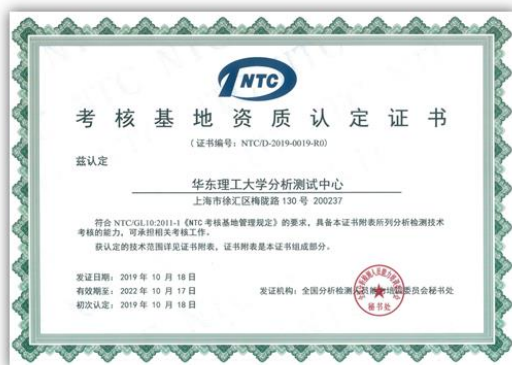 NTC
考核基地资质认定证书
(证书编号: NTC/D-2019-0019-R0)
兹认定
华东理工大学分析测试中心
上海市徐汇区梅陇路 130 号 200237
符合 NTC/GL10:2011-1《NTC 考核基地管理规定》的要求，具备本证书附表所列分析检测技术
考核的能力，可承担相关考核工作。
获认定的技术范围详见证书附表，证书附表是本证书组成部分。
发证日期: 2019 年 10 月 18 日
有效期至: 2022 年 10 月 17 日
发证机构: 全国分析检测人员能力培训委员会秘书处
初次认定: 2019 年 10 月 18 日
秘书处